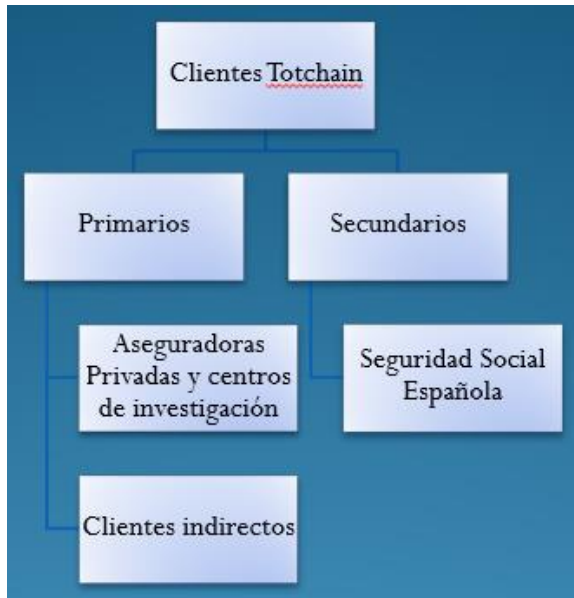 Clientes Totchain
Primarios
Secundarios
Aseguradoras
Privadas y centros
de investigación
Seguridad Social
Española
Clientes indirectos